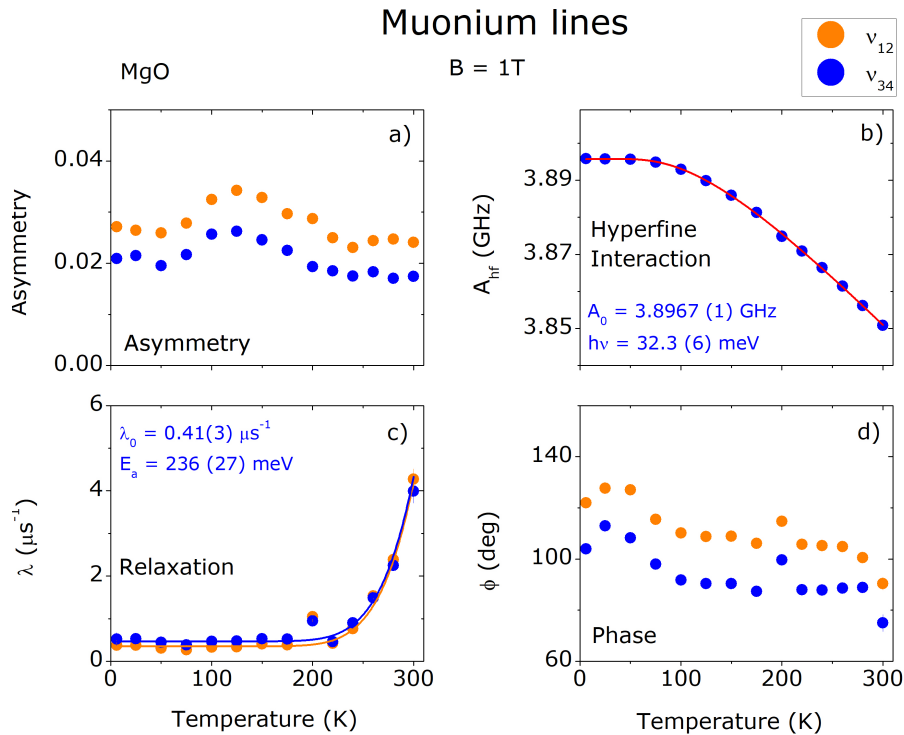 Muonium lines
ν₁₂
ν₃₄
MgO
B = 1T
a)
0.04
0.02
0.00
Asymmetry
Asymmetry
b)
3.89
3.87
3.85
A_hf (GHz)
Hyperfine
Interaction
A₀ = 3.8967 (1) GHz
hν = 32.3 (6) meV
c)
6
4
2
0
λ (μs⁻¹)
λ₀ = 0.41(3) μs⁻¹
Eₐ = 236 (27) meV
Relaxation
0
100
200
300
Temperature (K)
d)
140
100
60
ϕ (deg)
Phase
0
100
200
300
Temperature (K)